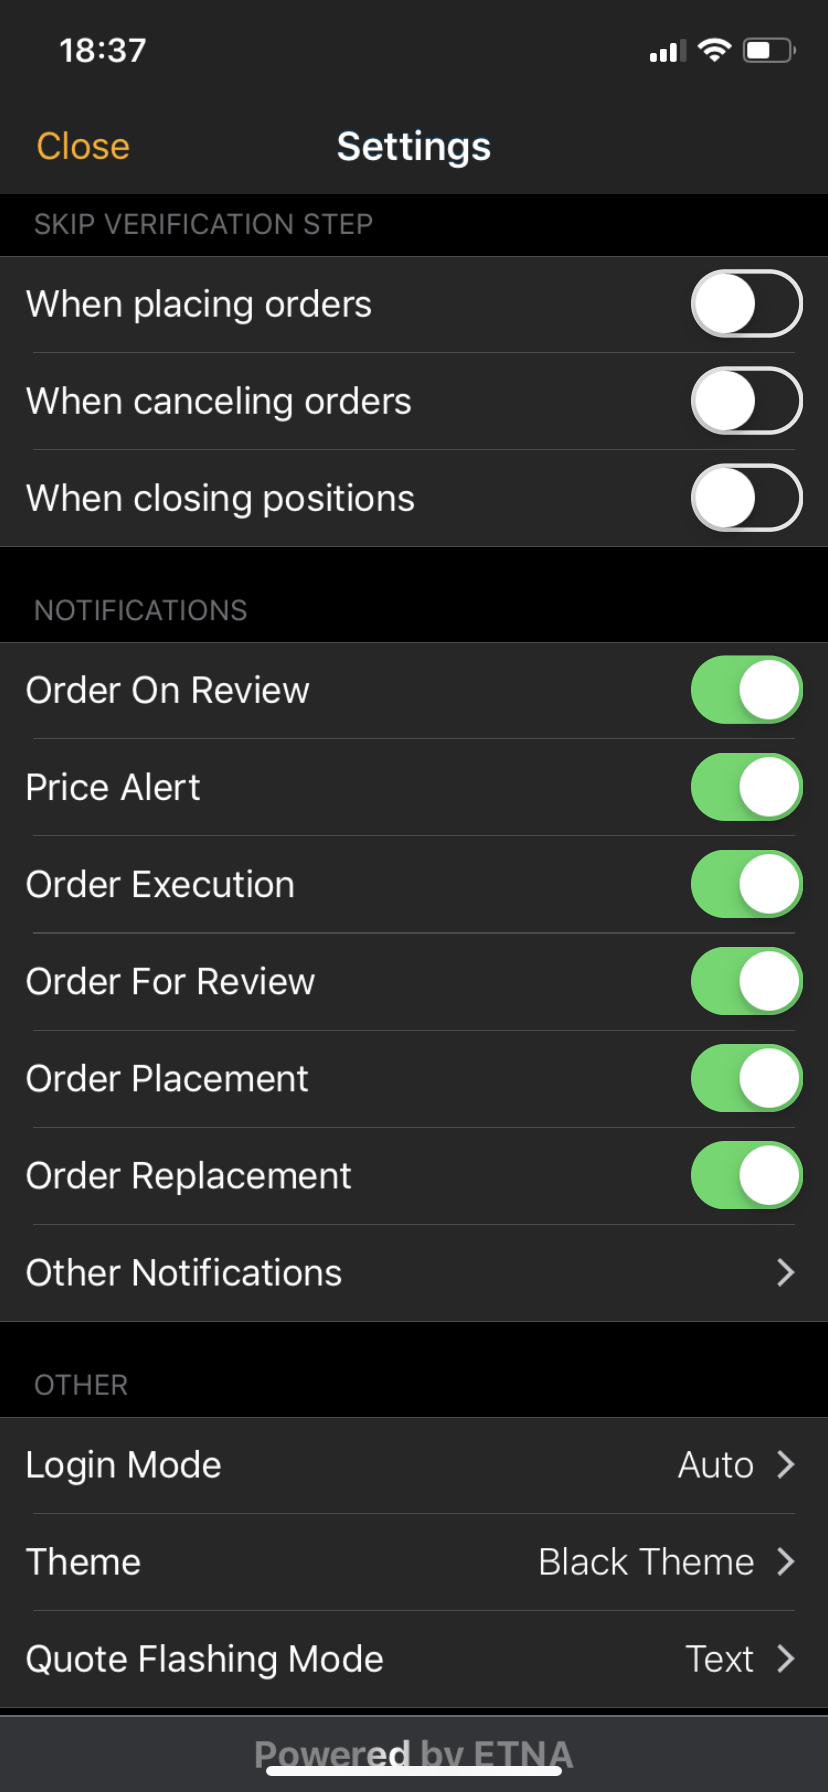 18:37
Close
Settings
SKIP VERIFICATION STEP
When placing orders
When canceling orders
When closing positions
NOTIFICATIONS
Order On Review
Price Alert
Order Execution
Order For Review
Order Placement
Order Replacement
Other Notifications
OTHER
Login Mode Auto
Theme Black Theme
Quote Flashing Mode Text
Powered by ETNA